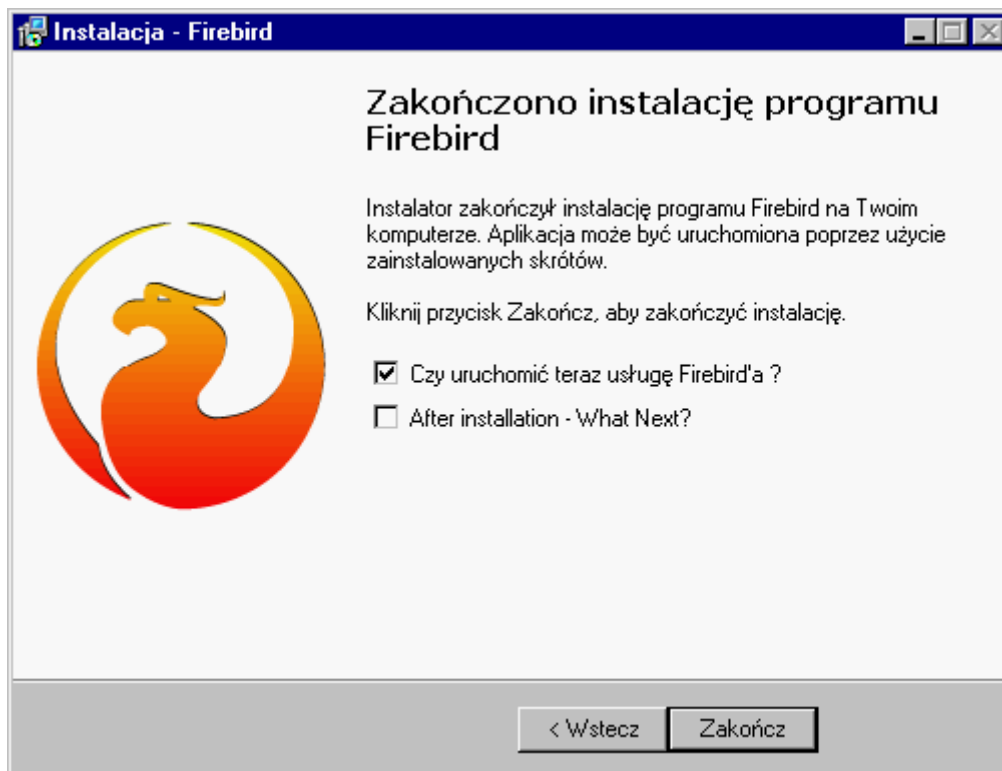 Instalacja - Firebird
Zakończono instalację programu
Firebird
Instalator zakończył instalację programu Firebird na Twoim
komputerze. Aplikacja może być uruchomiona poprzez użycie
zainstalowanych skrótów.
Kliknij przycisk Zakończ, aby zakończyć instalację.
Czy uruchomić teraz usługę Firebird'a ?
After installation - What Next?
< Wstecz
Zakończ